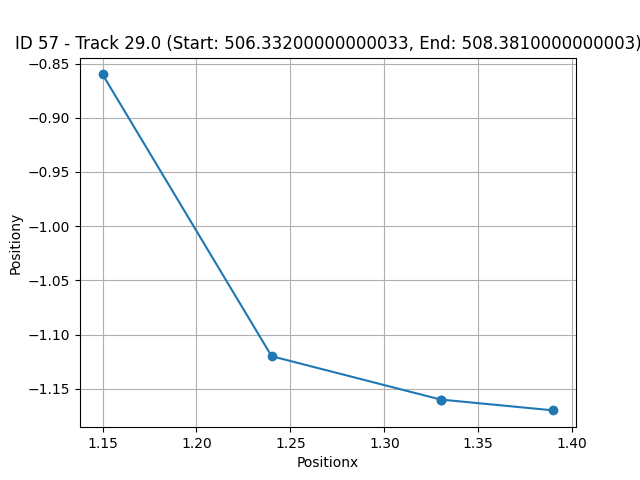 ID 57 - Track 29.0 (Start: 506.33200000000033, End: 508.3810000000003)
−0.85
−0.90
−0.95
−1.00
−1.05
−1.10
−1.15
Positiony
1.15 1.20 1.25 1.30 1.35 1.40
Positionx